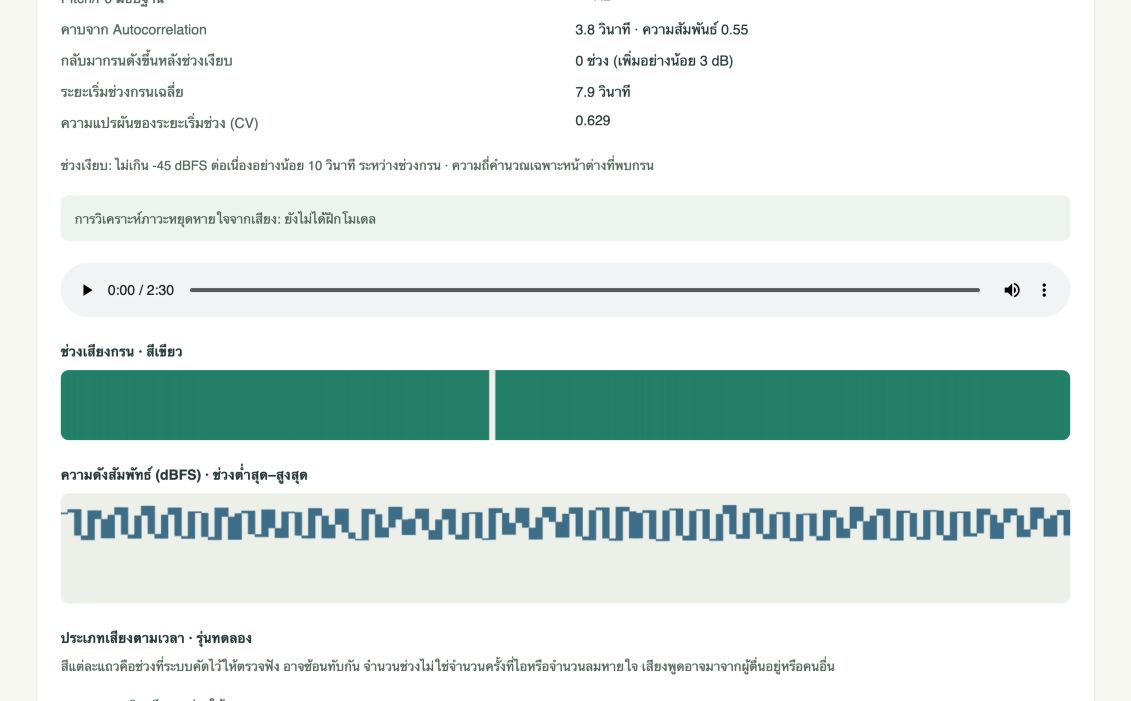 คาบจาก Autocorrelation
3.8 วินาที · ความสัมพันธ์ 0.55
กลับมากรนดังขึ้นหลังช่วงเงียบ
0 ช่วง (เพิ่มอย่างน้อย 3 dB)
ระยะเริ่มช่วงกรนเฉลี่ย
7.9 วินาที
ความแปรผันของระยะเริ่มช่วง (CV)
0.629
ช่วงเงียบ: ไม่เกิน -45 dBFS ต่อเนื่องอย่างน้อย 10 วินาที ระหว่างช่วงกรน · ความถี่คำนวณเฉพาะหน้าต่างที่พบกรน
การวิเคราะห์ภาวะหยุดหายใจจากเสียง: ยังไม่ได้ฝึกโมเดล
0:00 / 2:30
ช่วงเสียงกรน · สีเขียว
ความดังสัมพัทธ์ (dBFS) · ช่วงต่ำสุด–สูงสุด
ประเภทเสียงตามเวลา · รุ่นทดลอง
สีแต่ละแถวคือช่วงที่ระบบคัดไว้ให้ตรวจฟัง อาจซ้อนทับกัน จำนวนช่วงไม่ใช่จำนวนครั้งที่ไอหรือจำนวนลมหายใจ เสียงพูดอาจมาจากผู้ตื่นอยู่หรือคนอื่น